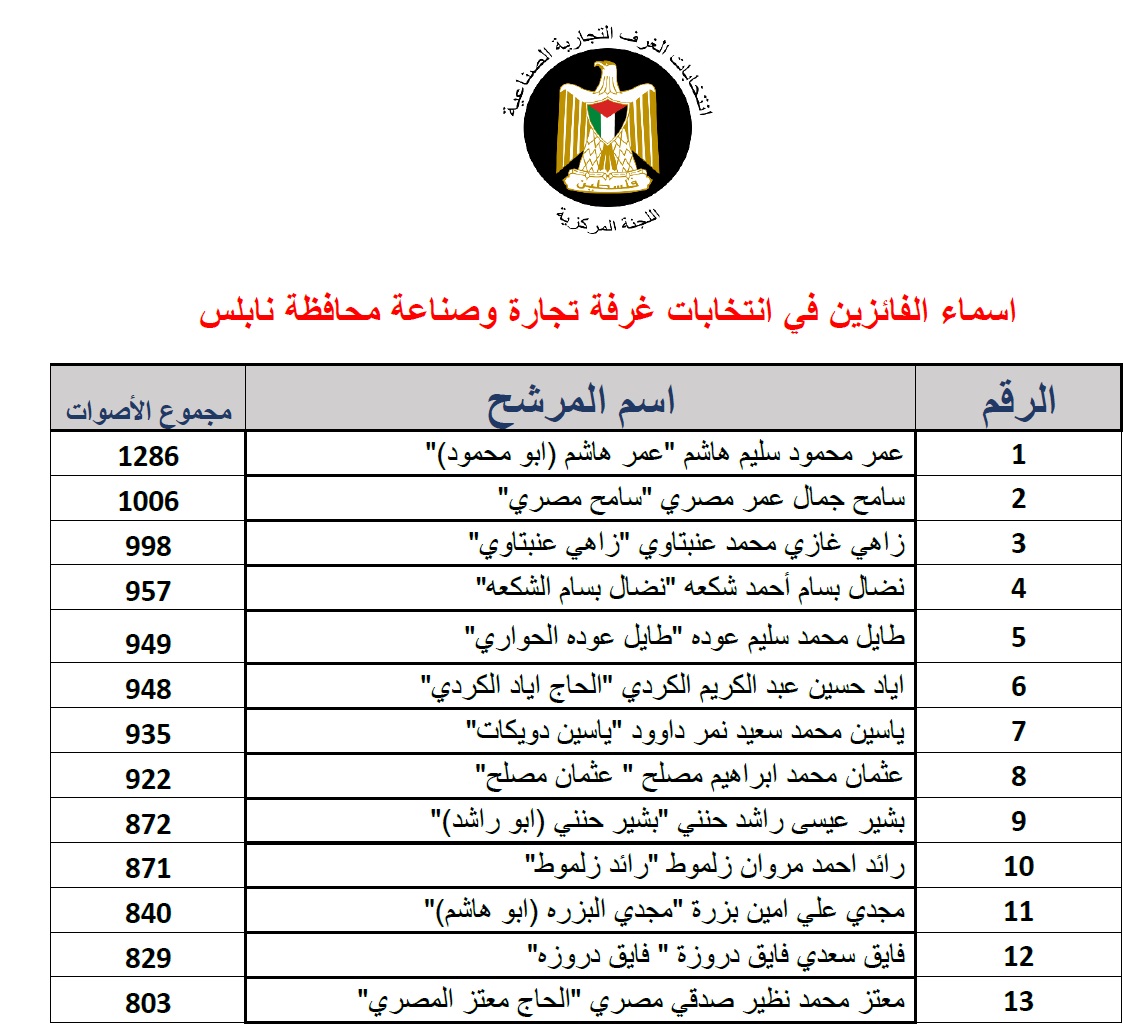 انتخابات الغرف التجارية الصناعية
فلسطين
اللجنة المركزية
اسماء الفائزين في انتخابات غرفة تجارة وصناعة محافظة نابلس
الرقم اسم المرشح مجموع الأصوات
1 عمر محمود سليم هاشم "عمر هاشم (ابو محمود)" 1286
2 سامح جمال عمر مصري "سامح مصري" 1006
3 زاهي غازي محمد عنبتاوي "زاهي عنبتاوي" 998
4 نضال بسام أحمد شكعه "نضال بسام الشكعه" 957
5 طايل محمد سليم عوده "طايل عوده الحواري" 949
6 اياد حسين عبد الكريم الكردي "الحاج اياد الكردي" 948
7 ياسين محمد سعيد نمر داوود "ياسين دويكات" 935
8 عثمان محمد ابراهيم مصلح " عثمان مصلح" 922
9 بشير عيسى راشد حنني "بشير حنني (ابو راشد)" 872
10 رائد احمد مروان زلموط "رائد زلموط" 871
11 مجدي علي امين بزرة "مجدي البزره (ابو هاشم)" 840
12 فايق سعدي فايق دروزة " فايق دروزه" 829
13 معتز محمد نظير صدقي مصري "الحاج معتز المصري" 803